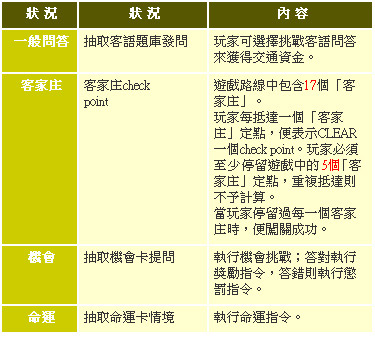 狀 況 狀 況 內 容
一般問答 抽取客語題庫發問 玩家可選擇挑戰客語問答
來獲得交通資金。
客家庄 客家庄check
point
遊戲路線中包含17個「客
家庄」。
玩家每抵達一個「客家
庄」定點，便表示CLEAR
一個check point。玩家必須
至少停留遊戲中的 5個「客
家庄」定點，重複抵達則
不予計算。
當玩家停留過每一個客家
庄時，便闖關成功。
機會 抽取機會卡提問 執行機會挑戰；答對執行
獎勵指令，答錯則執行懲
罰指令。
命運 抽取命運卡情境 執行命運指令。